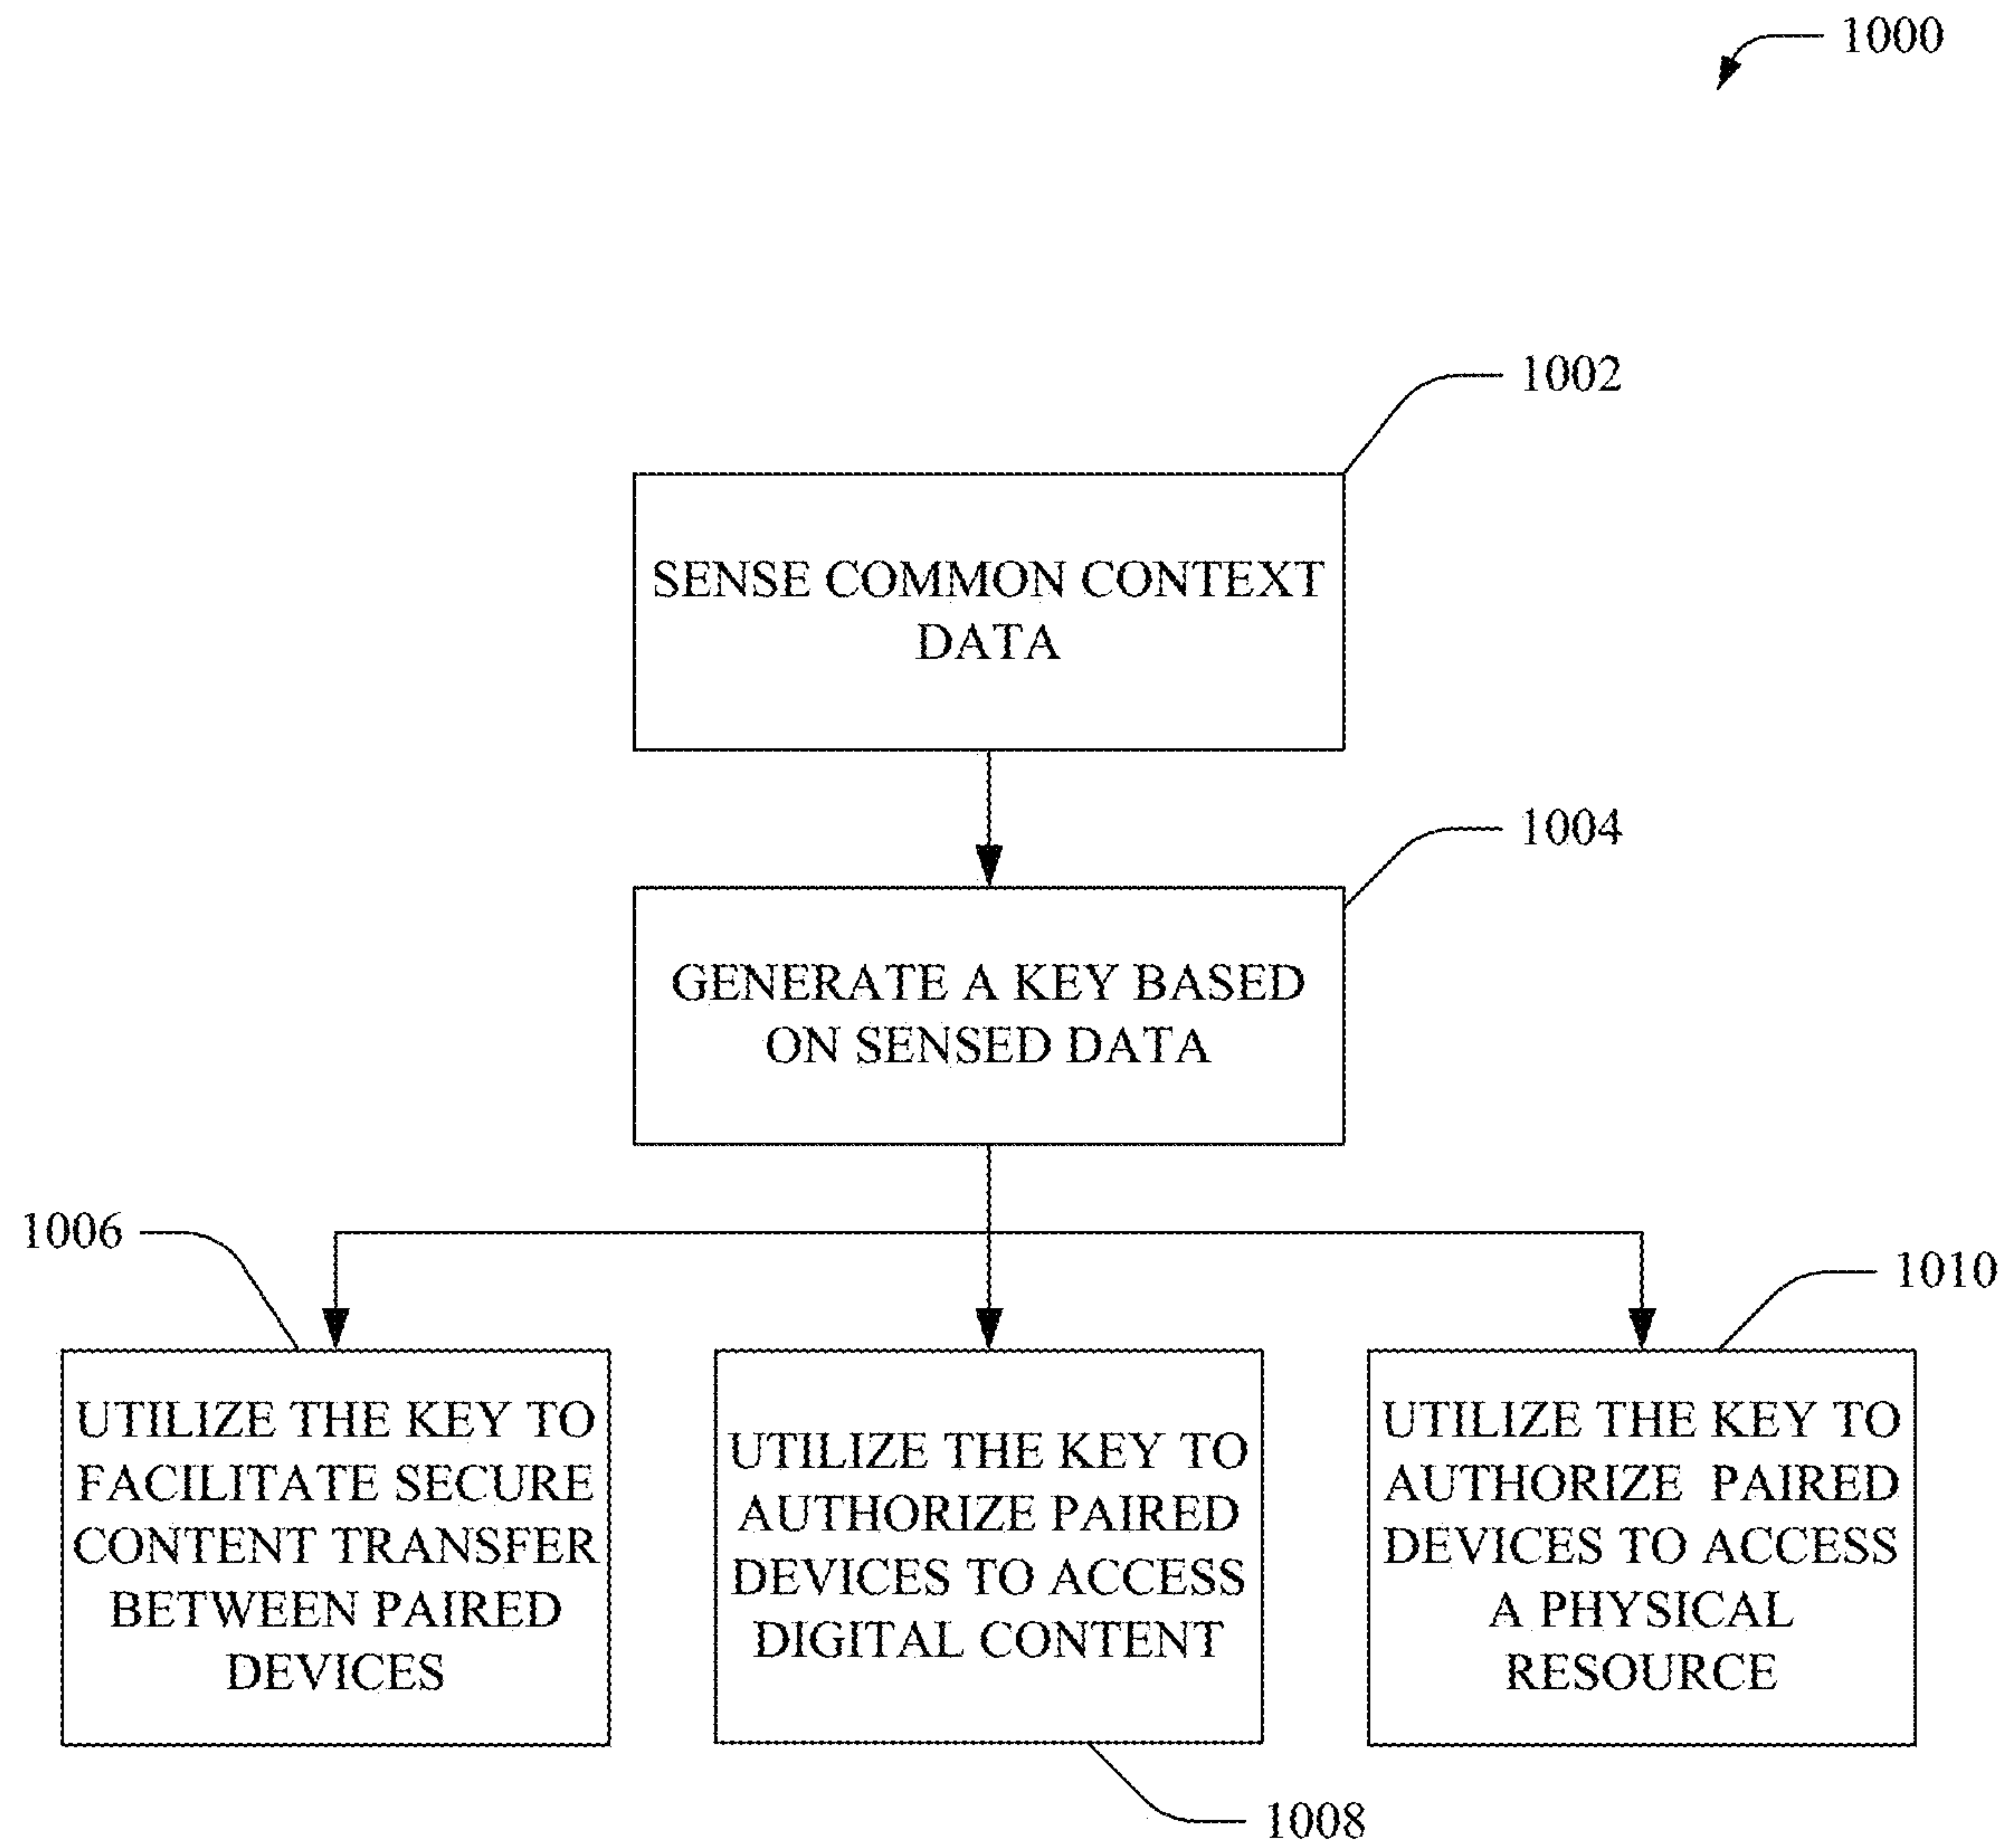 1000
1002
SENSE COMMON CONTEXT
DATA
1004
GENERATE A KEY BASED
ON SENSED DATA
1006
1010
UTILIZE THE KEY TO
FACILITATE SECURE
CONTENT TRANSFER
BETWEEN PAIRED
DEVICES
UTILIZE THE KEY TO
AUTHORIZE PAIRED
DEVICES TO ACCESS
DIGITAL CONTENT
UTILIZE THE KEY TO
AUTHORIZE PAIRED
DEVICES TO ACCESS
A PHYSICAL
RESOURCE
1008